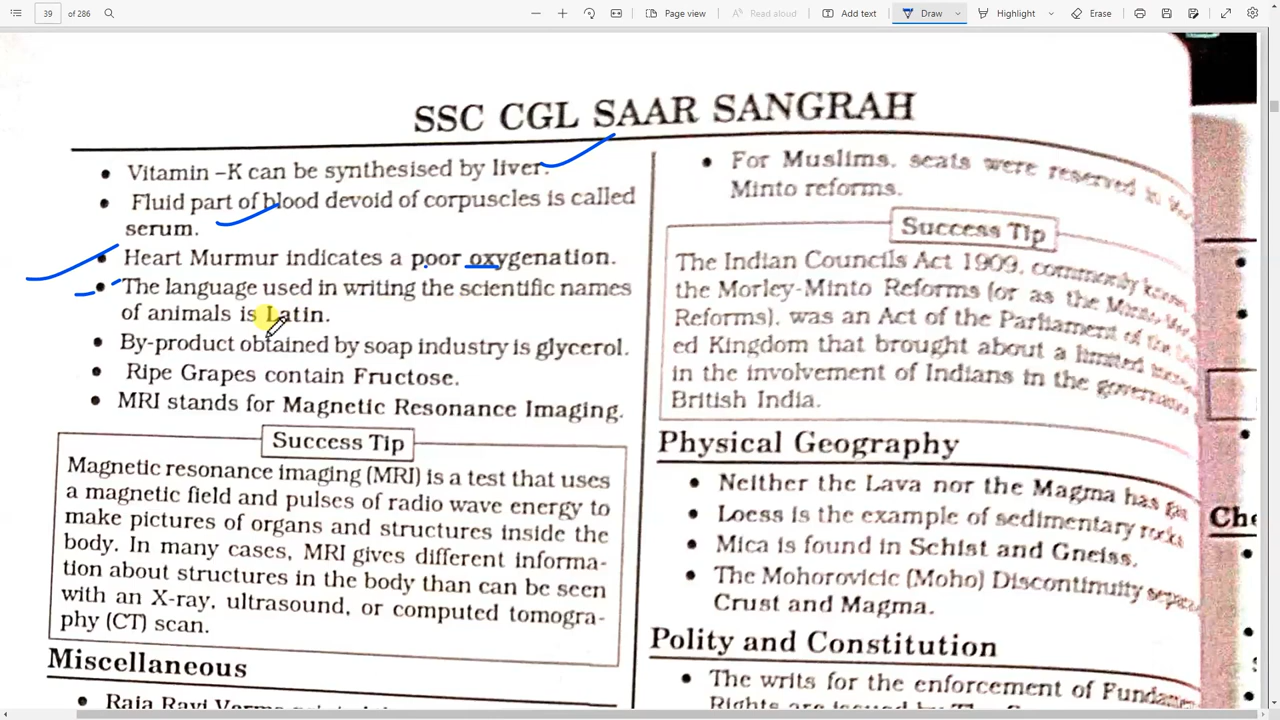 39 of 286
Page view
Read aloud
Add text
Draw
Highlight
Erase
SSC CGL SAAR SANGRAH
• Vitamin –K can be synthesised by liver.
• Fluid part of blood devoid of corpuscles is called
serum.
• Heart Murmur indicates a poor oxygenation.
• The language used in writing the scientific names
of animals is Latin.
• By-product obtained by soap industry is glycerol.
• Ripe Grapes contain Fructose.
• MRI stands for Magnetic Resonance Imaging.
Success Tip
Magnetic resonance imaging (MRI) is a test that uses
a magnetic field and pulses of radio wave energy to
make pictures of organs and structures inside the
body. In many cases, MRI gives different informa-
tion about structures in the body than can be seen
with an X-ray, ultrasound, or computed tomogra-
phy (CT) scan.
Miscellaneous
• Raja Ravi
• For Muslims, seats were reserved in
Minto reforms.
Success Tip
The Indian Councils Act 1909, commonly
the Morley-Minto Reforms (or as the
Reforms), was an Act of the Parliament of the
ed Kingdom that brought about a limited
in the involvement of Indians in the
British India.
Physical Geography
• Neither the Lava nor the Magma has
• Loess is the example of sedimentary rocks
• Mica is found in Schist and Gneiss.
• The Mohorovicic (Moho) Discontinuity
Crust and Magma.
Polity and Constitution
• The writs for the enforcement of
Rights are issued by